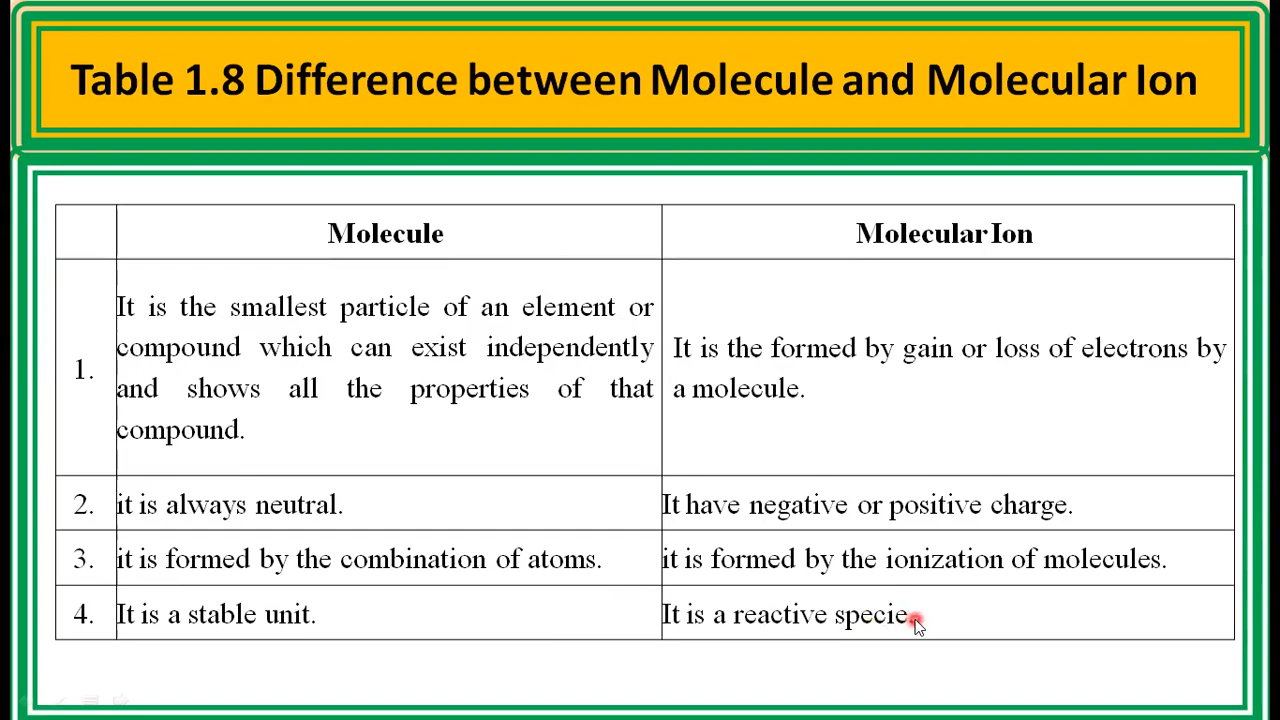 Table 1.8 Difference between Molecule and Molecular Ion
Molecule
Molecular Ion
1.
It is the smallest particle of an element or
compound which can exist independently
and shows all the properties of that
compound.
It is the formed by gain or loss of electrons by
a molecule.
2.
it is always neutral.
It have negative or positive charge.
3.
it is formed by the combination of atoms.
it is formed by the ionization of molecules.
4.
It is a stable unit.
It is a reactive specie.